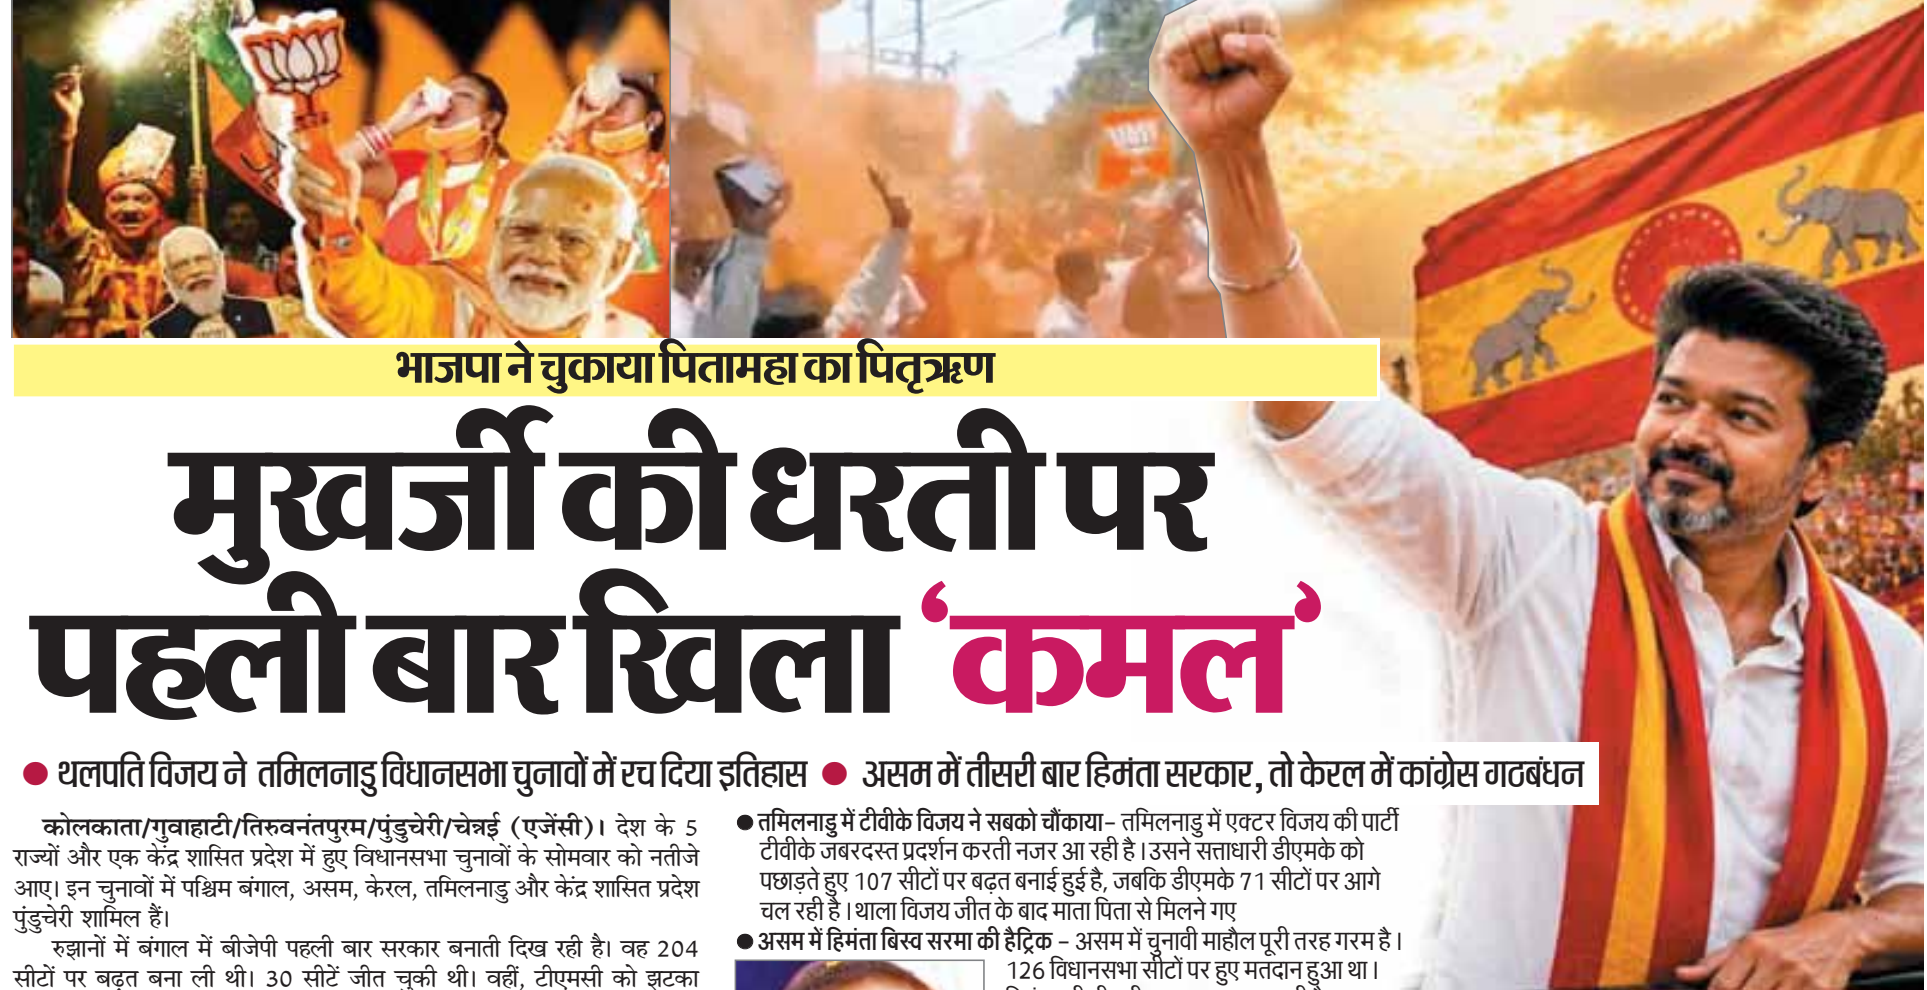 भाजपा ने चुकाया पितामहा का पितृऋण
मुखर्जी की धरती पर
पहली बार खिला ‘कमल’
● थलपति विजय ने तमिलनाडु विधानसभा चुनावों में रच दिया इतिहास ● असम में तीसरी बार हिमंता सरकार, तो केरल में कांग्रेस गठबंधन
कोलकाता/गुवाहाटी/तिरुवनंतपुरम/पुंडुचेरी/चेन्नई (एजेंसी)। देश के 5
राज्यों और एक केंद्र शासित प्रदेश में हुए विधानसभा चुनावों के सोमवार को नतीजे
आए। इन चुनावों में पश्चिम बंगाल, असम, केरल, तमिलनाडु और केंद्र शासित प्रदेश
पुंडुचेरी शामिल हैं।
रुझानों में बंगाल में बीजेपी पहली बार सरकार बनाती दिख रही है। वह 204
सीटों पर बढ़त बना ली थी। 30 सीटें जीत चुकी थी। वहीं, टीएमसी को झटका
● तमिलनाडु में टीवीके विजय ने सबको चौंकाया– तमिलनाडु में एक्टर विजय की पार्टी
टीवीके जबरदस्त प्रदर्शन करती नजर आ रही है। उसने सत्ताधारी डीएमके को
पछाड़ते हुए 107 सीटों पर बढ़त बनाई हुई है, जबकि डीएमके 71 सीटों पर आगे
चल रही है। थाला विजय जीत के बाद माता पिता से मिलने गए
● असम में हिमंता बिस्व सरमा की हैट्रिक – असम में चुनावी माहौल पूरी तरह गरम है।
126 विधानसभा सीटों पर हुए मतदान हुआ था।